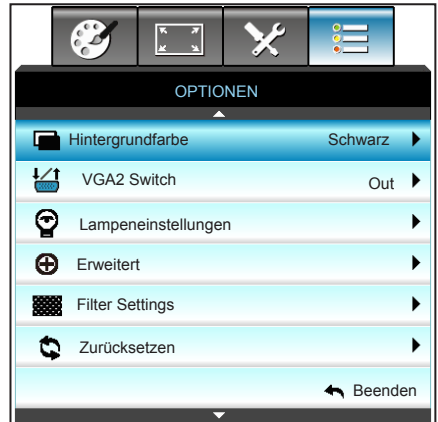 OPTIONEN
Hintergrundfarbe Schwarz
VGA2 Switch Out
Lampeneinstellungen
Erweitert
Filter Settings
Zurücksetzen
Beenden